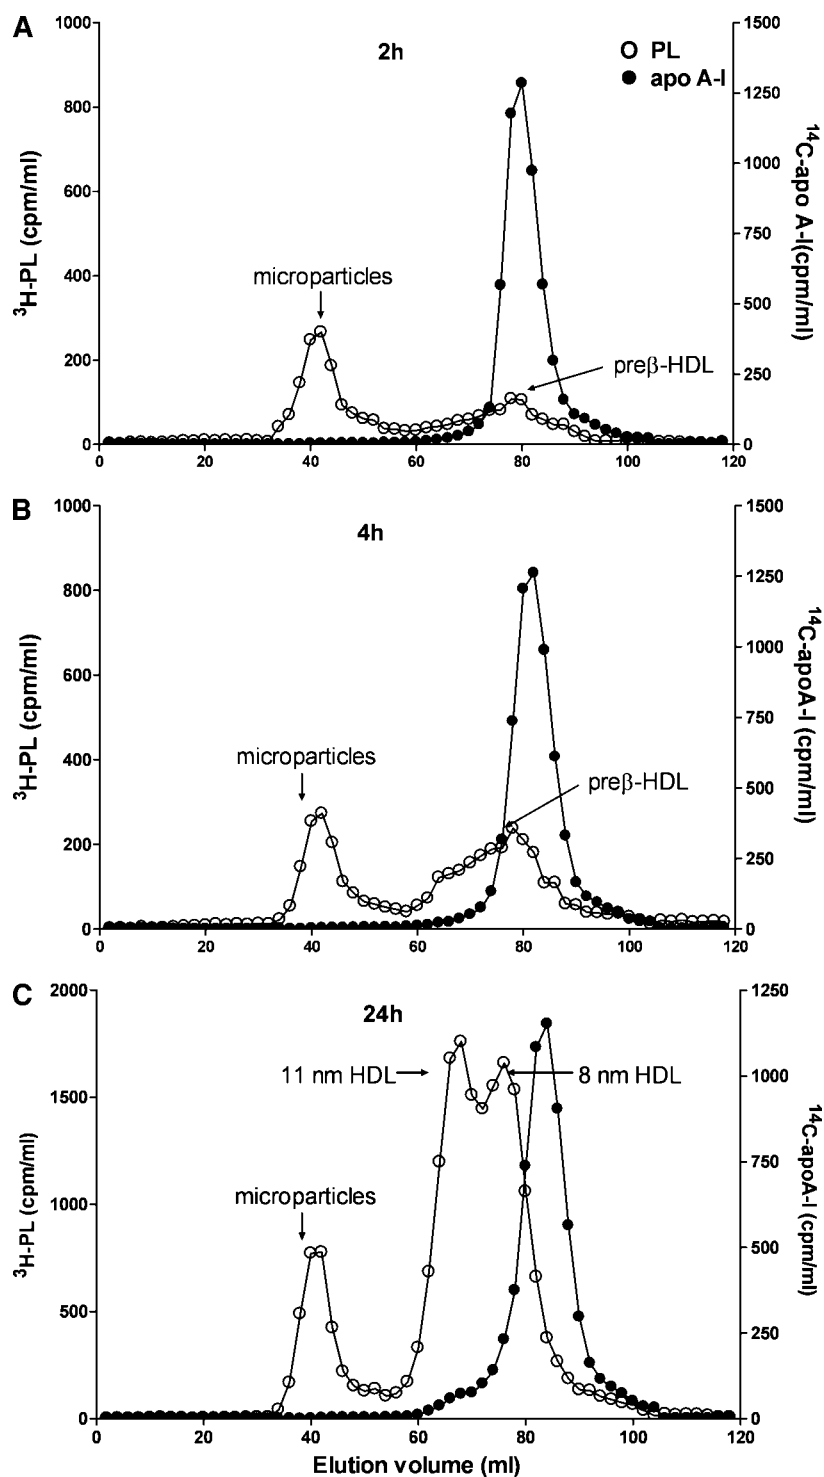 A
2h
PL
apo A-I
1000
800
600
400
200
0
³H-PL (cpm/ml)
1500
1250
1000
750
500
250
0
¹⁴C-apo A-I(cpm/ml)
microparticles
preβ-HDL
0
20
40
60
80
100
120
B
4h
1000
800
600
400
200
0
³H-PL (cpm/ml)
1500
1250
1000
750
500
250
0
¹⁴C-apoA-I (cpm/ml)
microparticles
preβ-HDL
0
20
40
60
80
100
120
C
24h
2000
1500
1000
500
0
³H-PL (cpm/ml)
1250
1000
750
500
250
0
¹⁴C-apoA-I (cpm/ml)
11 nm HDL
8 nm HDL
microparticles
0
20
40
60
80
100
120
Elution volume (ml)